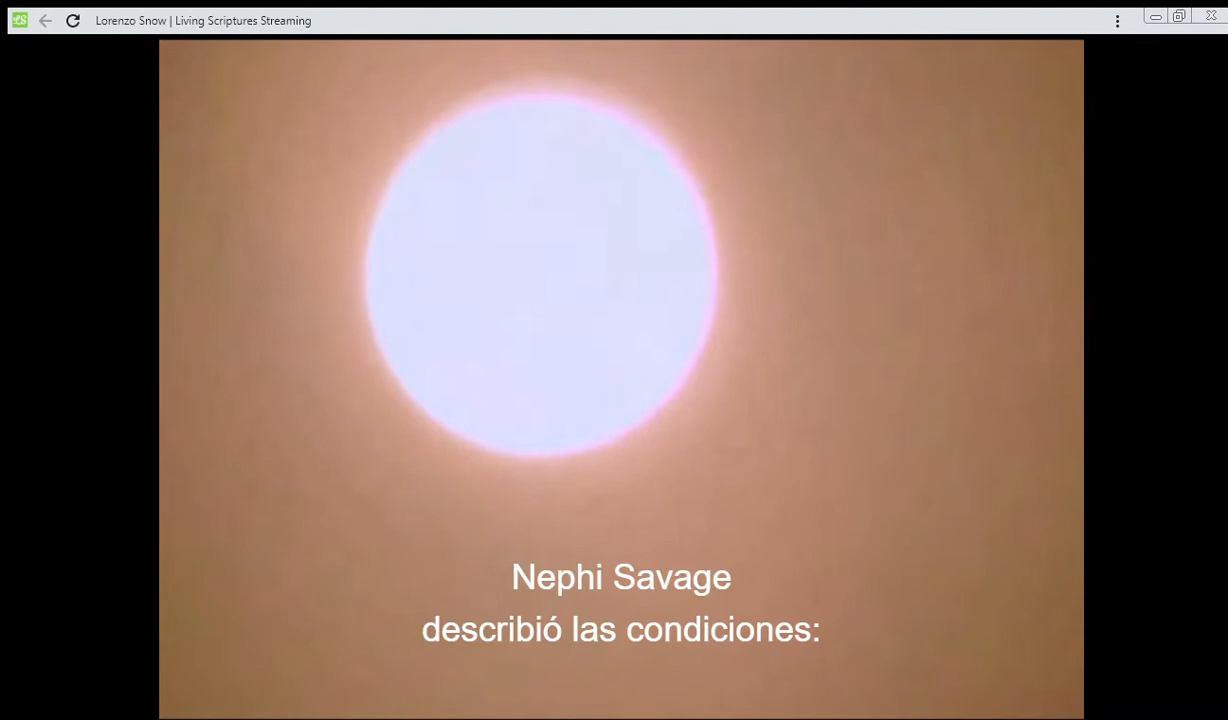 Lorenzo Snow | Living Scriptures Streaming
Nephi Savage
describió las condiciones: